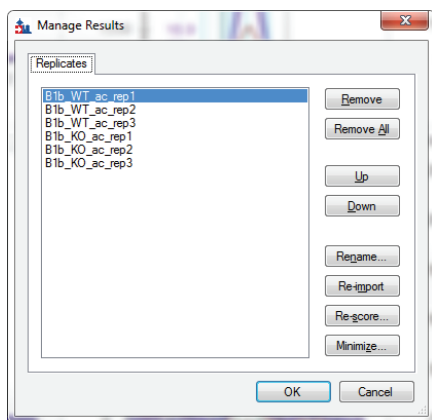 Manage Results
Replicates
B1b_WT_ac_rep1
B1b_WT_ac_rep2
B1b_WT_ac_rep3
B1b_KO_ac_rep1
B1b_KO_ac_rep2
B1b_KO_ac_rep3
Remove
Remove All
Up
Down
Rename...
Re-import
Re-score...
Minimize...
OK
Cancel